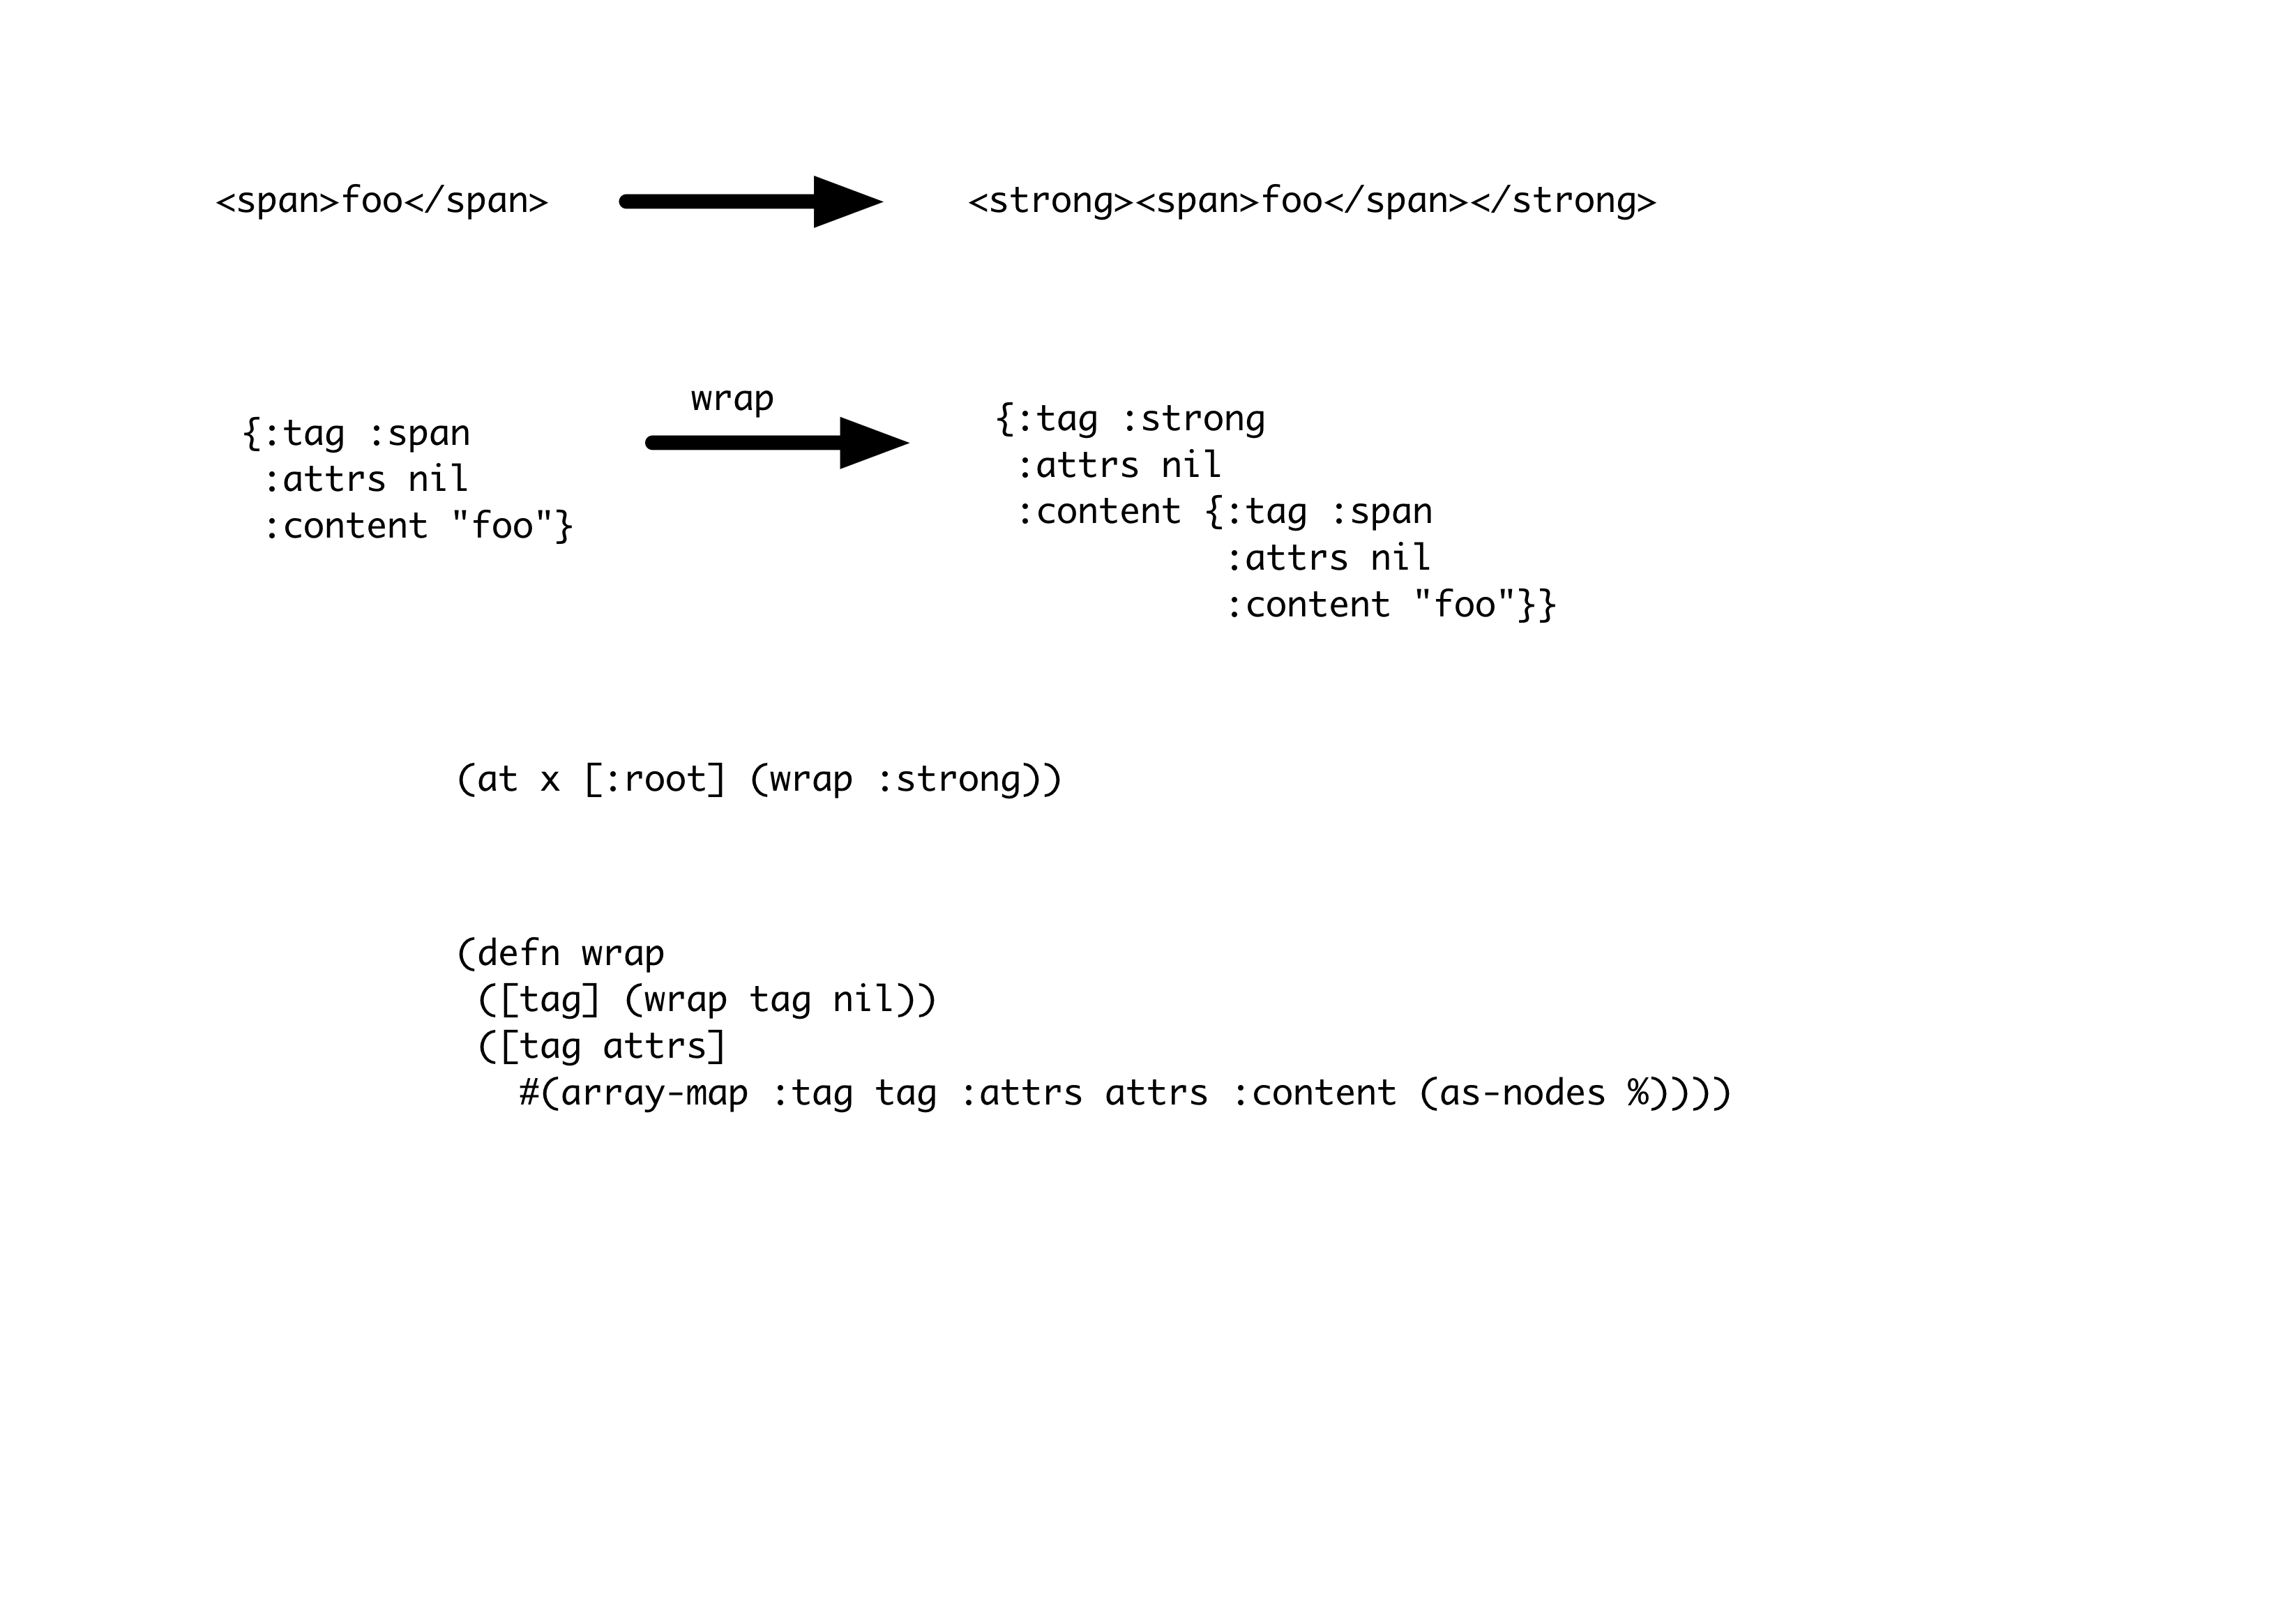 <span>foo</span> <strong><span>foo</span></strong>
wrap
{:tag :span
:attrs nil
:content "foo"}
{:tag :strong
:attrs nil
:content {:tag :span
:attrs nil
:content "foo"}}
(at x [:root] (wrap :strong))
(defn wrap
([tag] (wrap tag nil))
([tag attrs]
#(array-map :tag tag :attrs attrs :content (as-nodes %))))